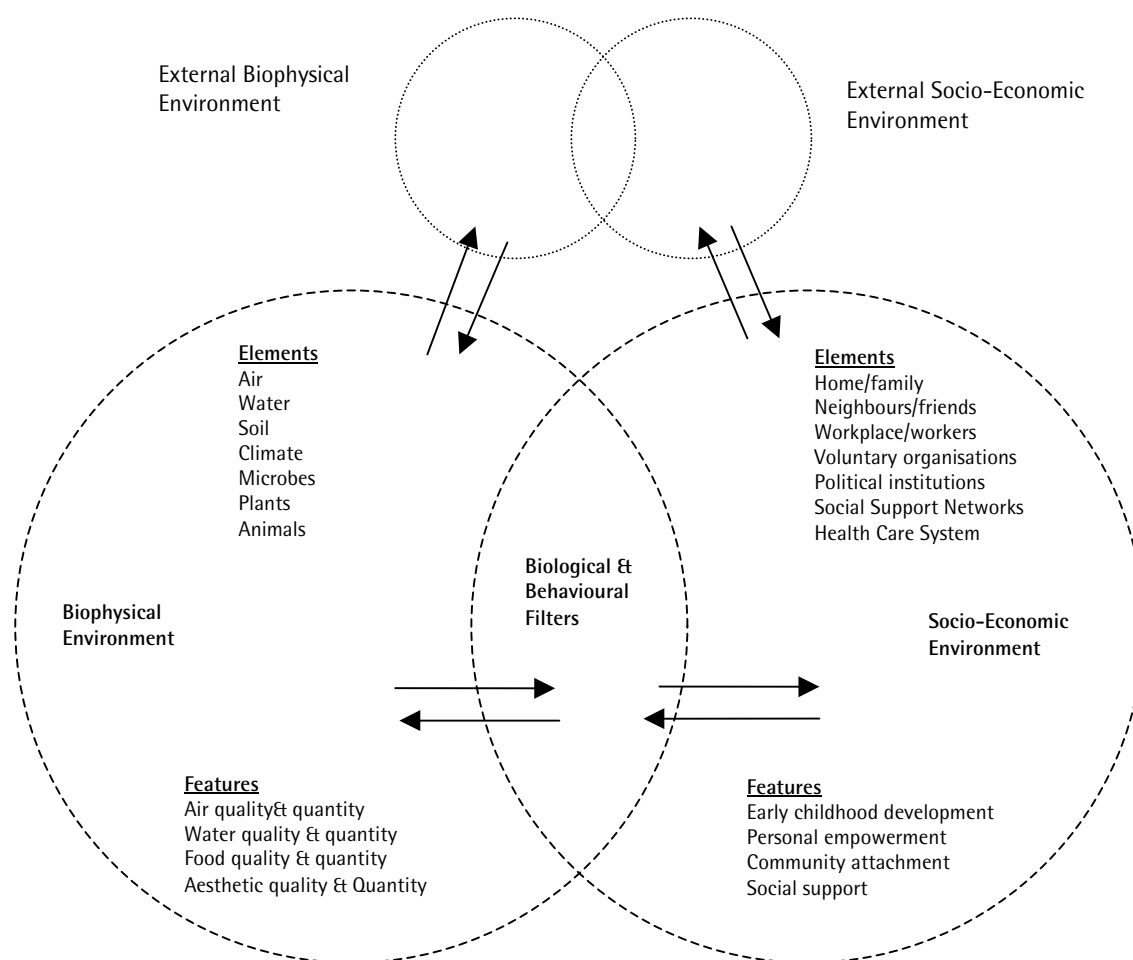 External Biophysical
Environment
External Socio-Economic
Environment
Elements
Air
Water
Soil
Climate
Microbes
Plants
Animals
Elements
Home/family
Neighbours/friends
Workplace/workers
Voluntary organisations
Political institutions
Social Support Networks
Health Care System
Biological &
Behavioural
Filters
Biophysical
Environment
Socio-Economic
Environment
Features
Air quality& quantity
Water quality & quantity
Food quality & quantity
Aesthetic quality & Quantity
Features
Early childhood development
Personal empowerment
Community attachment
Social support